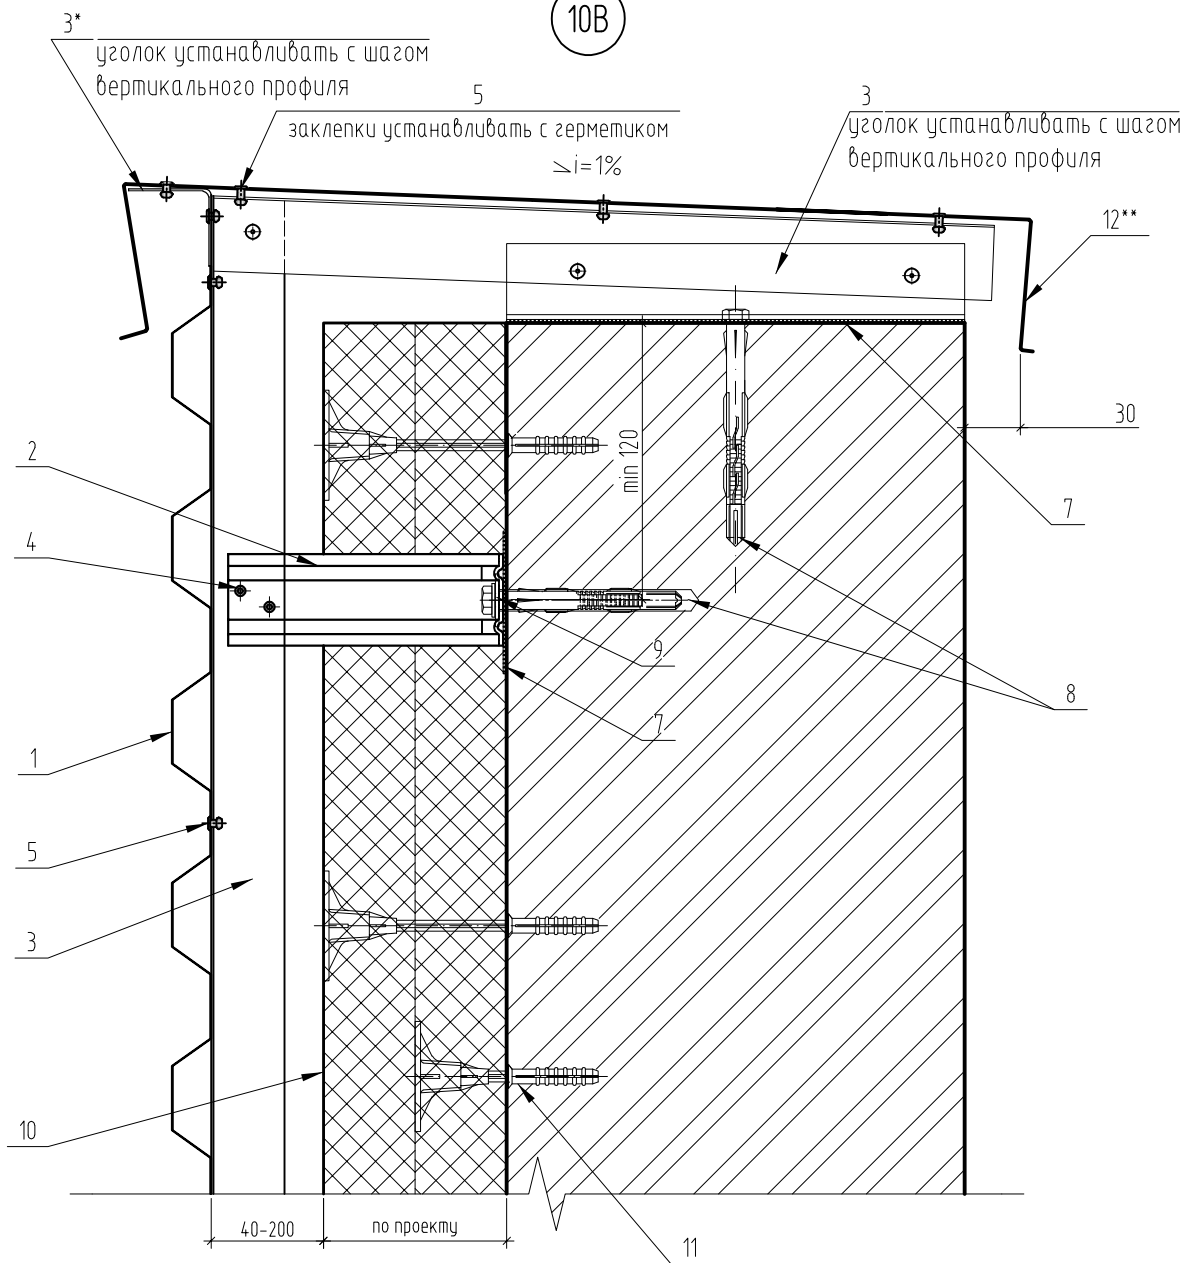 10В
3*
уголок устанавливать с шагом
вертикального профиля
5
заклепки устанавливать с герметиком
i=1%
3
уголок устанавливать с шагом
вертикального профиля
12**
30
2
min 120
7
4
9
8
7
1
5
3
10
40-200
по проекту
11